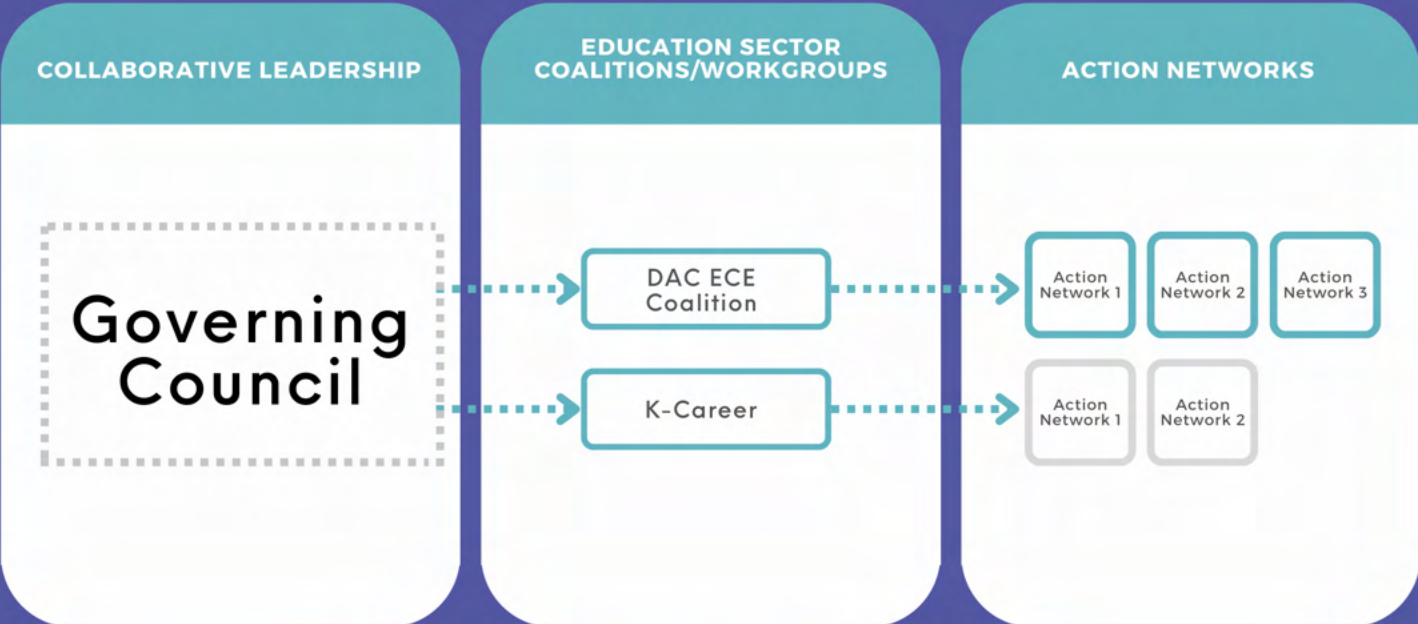 COLLABORATIVE LEADERSHIP
EDUCATION SECTOR
COALITIONS/WORKGROUPS
ACTION NETWORKS
Governing
Council
DAC ECE
Coalition
K-Career
Action
Network 1
Action
Network 2
Action
Network 3
Action
Network 1
Action
Network 2